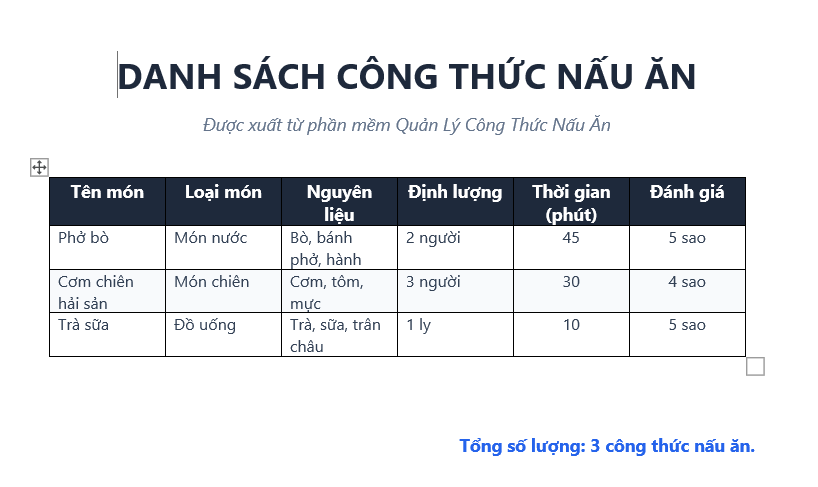 DANH SÁCH CÔNG THỨC NẤU ĂN
Được xuất từ phần mềm Quản Lý Công Thức Nấu Ăn
Tên món Loại món Nguyên liệu Định lượng Thời gian (phút) Đánh giá
Phở bò Món nước Bò, bánh phở, hành 2 người 45 5 sao
Cơm chiên hải sản Món chiên Cơm, tôm, mực 3 người 30 4 sao
Trà sữa Đồ uống Trà, sữa, trân châu 1 ly 10 5 sao
Tổng số lượng: 3 công thức nấu ăn.